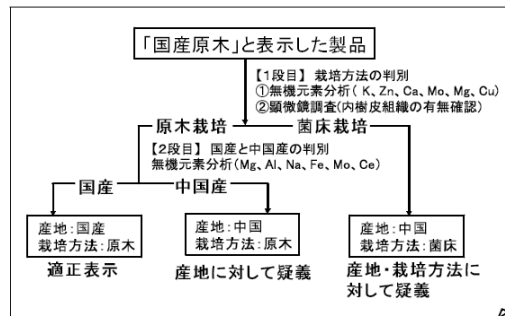 「国産原木」と表示した製品
【1段目】 栽培方法の判別
①無機元素分析( K、Zn、Ca、Mo、Mg、Cu)
②顕微鏡調査(内樹皮組織の有無確認)
原木栽培 菌床栽培
【2段目】 国産と中国産の判別
無機元素分析(Mg、Al、Na、Fe、Mo、Ce)
国産 中国産
産地:国産
栽培方法:原木
適正表示
産地:中国
栽培方法:原木
産地に対して疑義
産地:中国
栽培方法:菌床
産地・栽培方法に
対して疑義